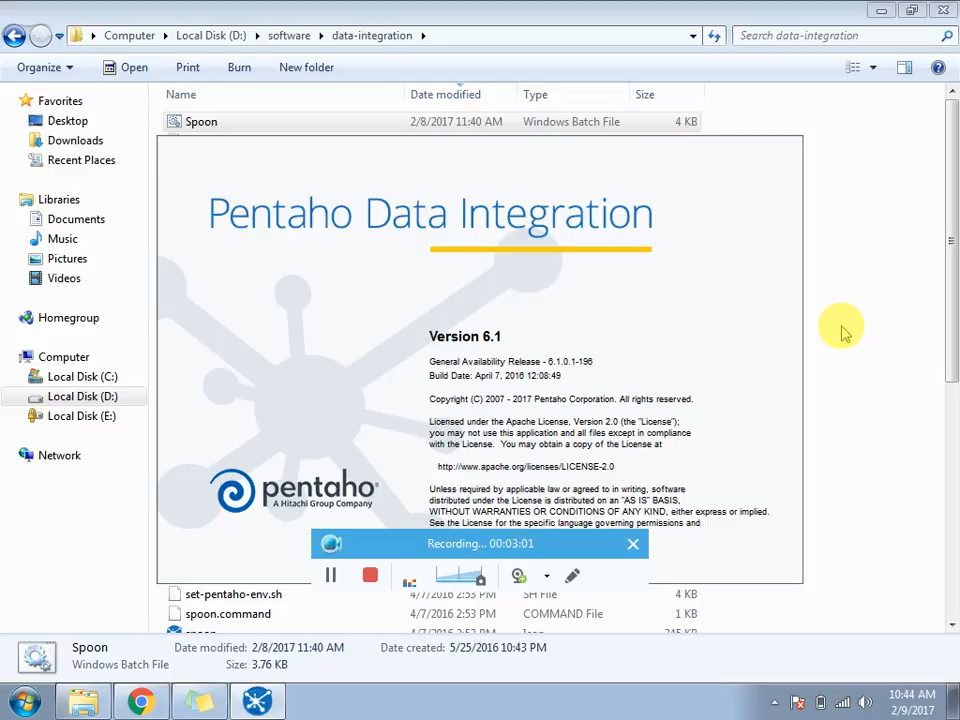 Computer
Local Disk (D:)
software
data-integration
Search data-integration
Organize
Open
Print
Burn
New folder
Name
Date modified
Type
Size
Favorites
Desktop
Downloads
Recent Places
Libraries
Documents
Music
Pictures
Videos
Homegroup
Computer
Local Disk (C:)
Local Disk (D:)
Local Disk (E:)
Network
Spoon
2/8/2017 11:40 AM
Windows Batch File
4 KB
Pentaho Data Integration
Version 6.1
General Availability Release - 6.1.0.1-196
Build Date: April 7, 2016 12:08:49
Copyright (C) 2007 - 2017 Pentaho Corporation. All rights reserved.
Licensed under the Apache License, Version 2.0 (the "License");
you may not use this application and all files except in compliance
with the License. You may obtain a copy of the License at
http://www.apache.org/licenses/LICENSE-2.0
Unless required by applicable law or agreed to in writing, software
distributed under the License is distributed on an "AS IS" BASIS,
WITHOUT WARRANTIES OR CONDITIONS OF ANY KIND, either express or implied.
See the License for the specific language governing permissions and
pentaho
A Hitachi Group Company
Recording... 00:03:01
set-pentaho-env.sh
4/7/2016 2:53 PM
SH File
4 KB
spoon.command
4/7/2016 2:53 PM
COMMAND File
1 KB
Spoon
Windows Batch File
Date modified: 2/8/2017 11:40 AM
Size: 3.76 KB
Date created: 5/25/2016 10:43 PM
10:44 AM
2/9/2017